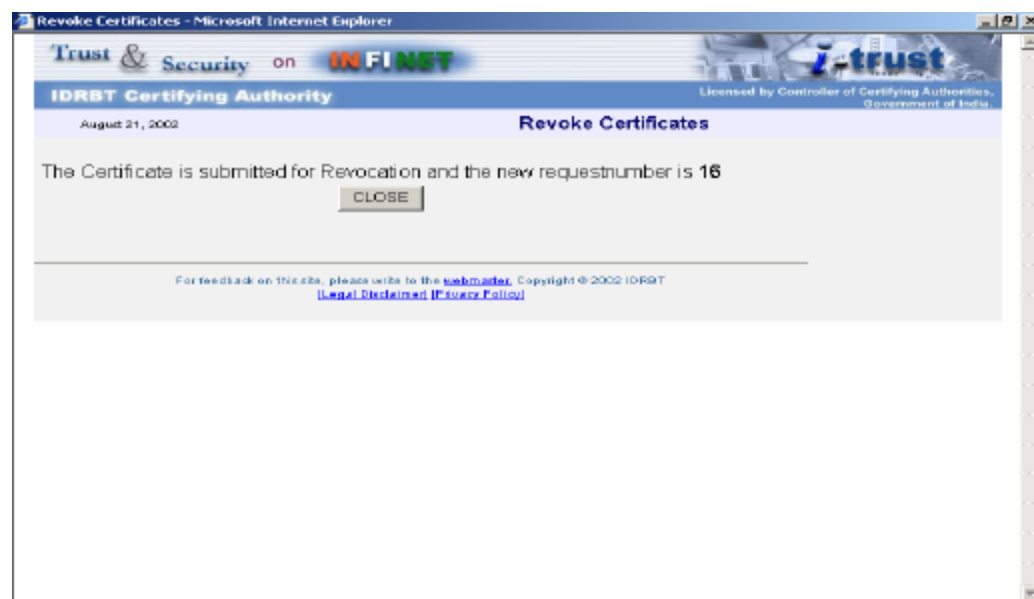 Revoke Certificates - Microsoft Internet Explorer
Trust & Security on INFINET
i-trust
IDRBT Certifying Authority
Licensed by Controller of Certifying Authorities,
Government of India.
August 21, 2002
Revoke Certificates
The Certificate is submitted for Revocation and the new requestnumber is 16
CLOSE
For feedback on this site, please write to the webmaster. Copyright © 2002 IDRBT
[Legal Disclaimer] [Privacy Policy]